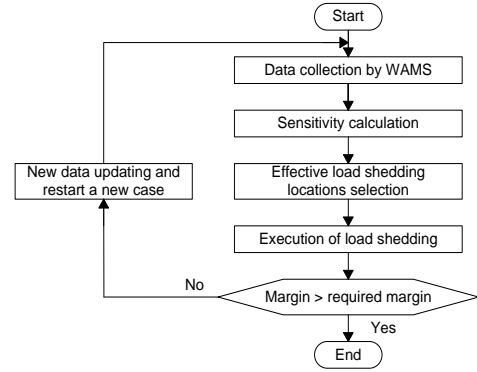 Start
Data collection by WAMS
Sensitivity calculation
New data updating and
restart a new case
Effective load shedding
locations selection
Execution of load shedding
No
Margin > required margin
Yes
End